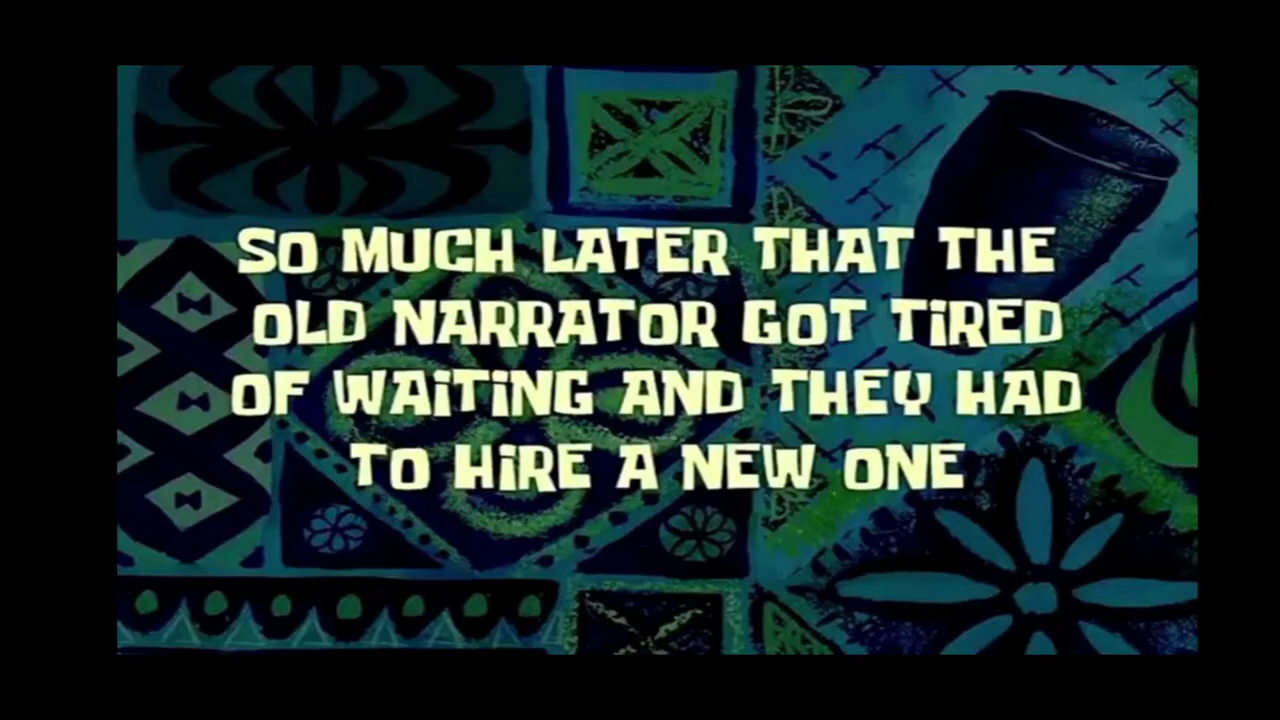 SO MUCH LATER THAT THE
OLD NARRATOR GOT TiRED
OF WAiTiNG AND THEY HAD
TO HiRE A NEW ONE